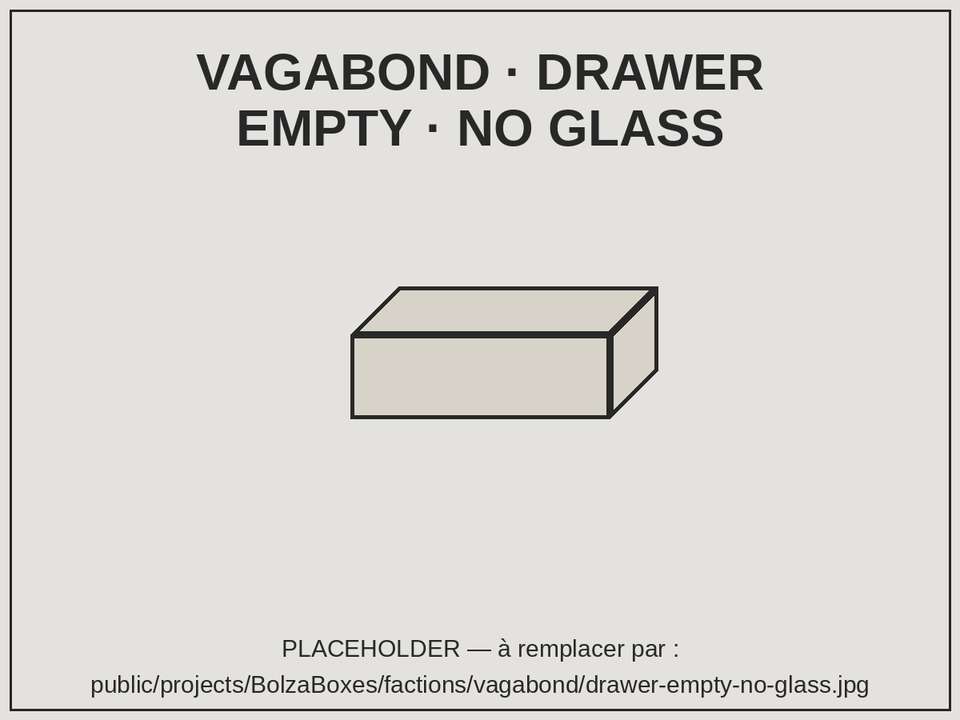 VAGABOND · DRAWER
EMPTY · NO GLASS
PLACEHOLDER — à remplacer par :
public/projects/BolzaBoxes/factions/vagabond/drawer-empty-no-glass.jpg